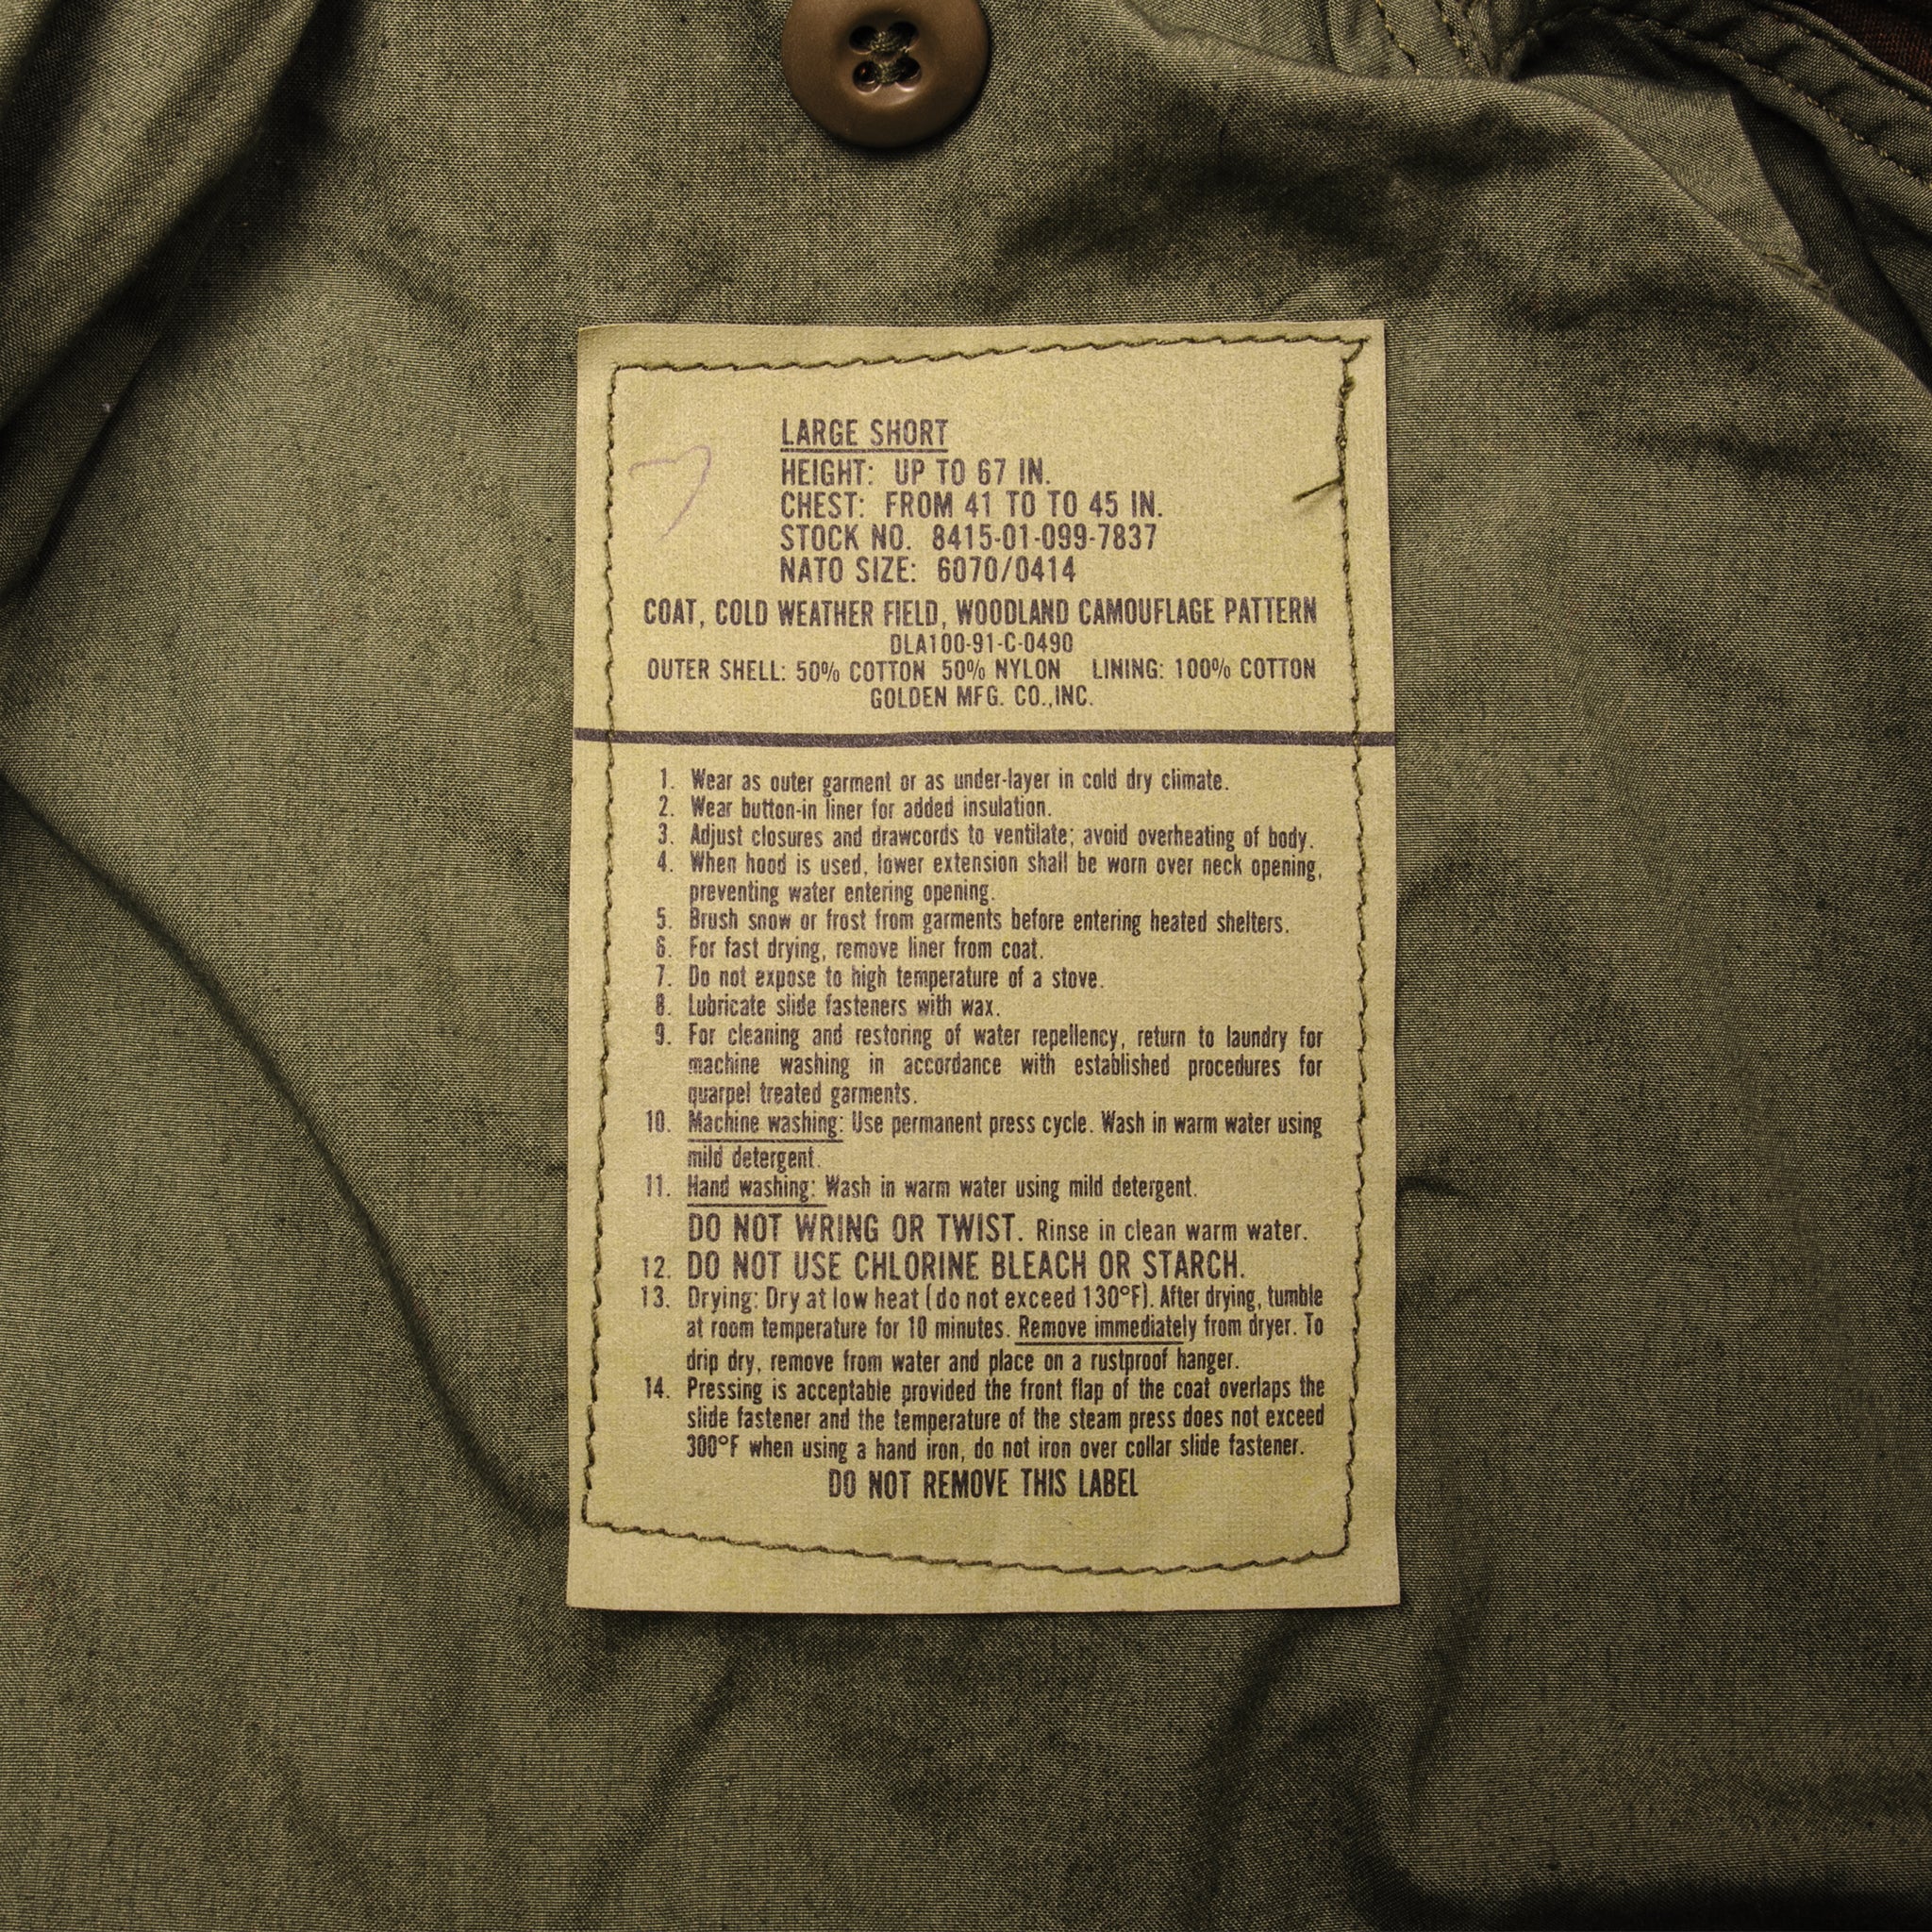 LARGE SHORT
HEIGHT: UP TO 67 IN.
CHEST: FROM 41 TO TO 45 IN.
STOCK NO. 8415-01-099-7837
NATO SIZE: 6070/0414
COAT, COLD WEATHER FIELD, WOODLAND CAMOUFLAGE PATTERN
DLA100-91-C-0490
OUTER SHELL: 50% COTTON 50% NYLON LINING: 100% COTTON
GOLDEN MFG. CO.,INC.
1. Wear as outer garment or as under-layer in cold dry climate.
2. Wear button-in liner for added insulation.
3. Adjust closures and drawcords to ventilate; avoid overheating of body.
4. When hood is used, lower extension shall be worn over neck opening,
preventing water entering opening.
5. Brush snow or frost from garments before entering heated shelters.
6. For fast drying, remove liner from coat.
7. Do not expose to high temperature of a stove.
8. Lubricate slide fasteners with wax.
9. For cleaning and restoring of water repellency, return to laundry for
machine washing in accordance with established procedures for
quarpel treated garments.
10. Machine washing: Use permanent press cycle. Wash in warm water using
mild detergent.
11. Hand washing: Wash in warm water using mild detergent.
DO NOT WRING OR TWIST. Rinse in clean warm water.
12. DO NOT USE CHLORINE BLEACH OR STARCH.
13. Drying: Dry at low heat (do not exceed 130°F). After drying, tumble
at room temperature for 10 minutes. Remove immediately from dryer. To
drip dry, remove from water and place on a rustproof hanger.
14. Pressing is acceptable provided the front flap of the coat overlaps the
slide fastener and the temperature of the steam press does not exceed
300°F when using a hand iron, do not iron over collar slide fastener.
DO NOT REMOVE THIS LABEL